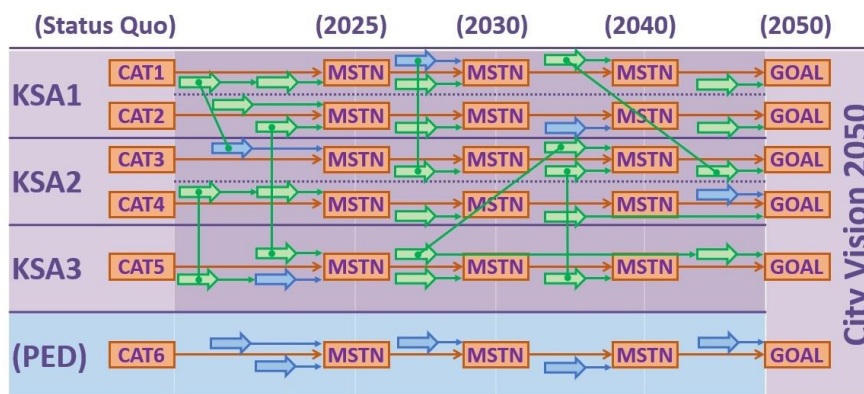 (Status Quo) (2025) (2030) (2040) (2050)
KSA1
CAT1 MSTN MSTN MSTN GOAL
CAT2 MSTN MSTN MSTN GOAL
KSA2
CAT3 MSTN MSTN MSTN GOAL
CAT4 MSTN MSTN MSTN GOAL
KSA3
CAT5 MSTN MSTN MSTN GOAL
(PED)
CAT6 MSTN MSTN MSTN GOAL
City Vision 2050